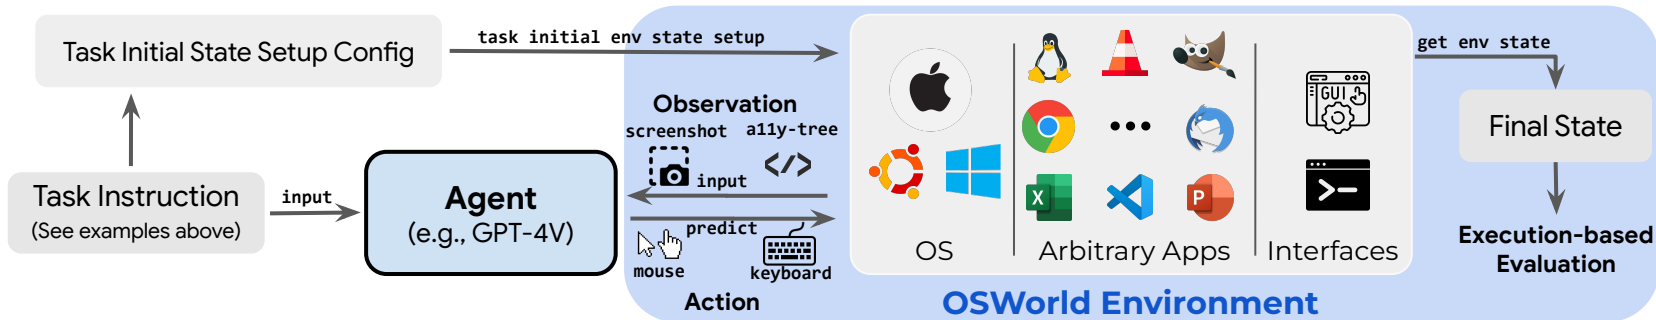 Task Initial State Setup Config
task initial env state setup
get env state
Observation
screenshot a11y-tree
</>
GUI
Final State
Task Instruction
(See examples above)
input
Agent
(e.g., GPT-4V)
input
predict
mouse
keyboard
Action
X
P
OS
Arbitrary Apps
Interfaces
Execution-based
Evaluation
OSWorld Environment